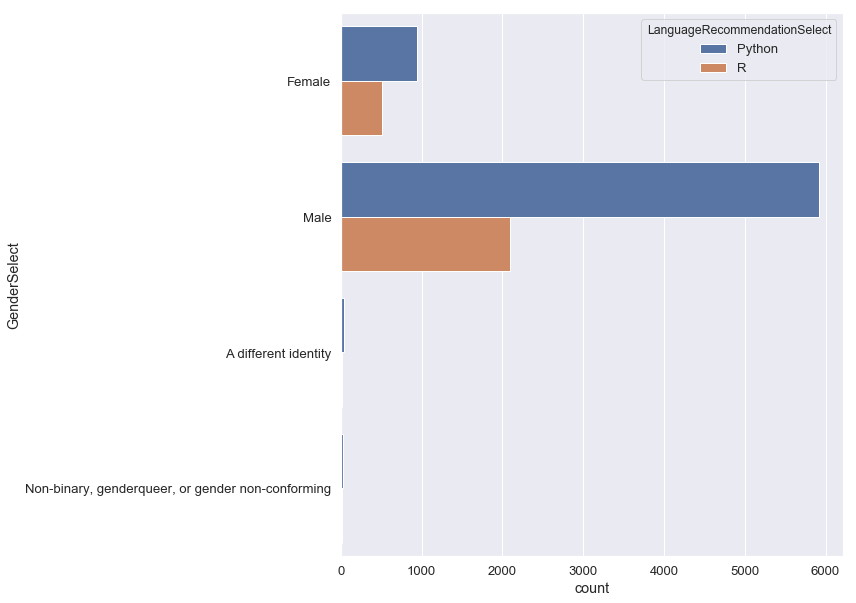 LanguageRecommendationSelect
Python
R
Female
Male
A different identity
Non-binary, genderqueer, or gender non-conforming
GenderSelect
0 1000 2000 3000 4000 5000 6000
count